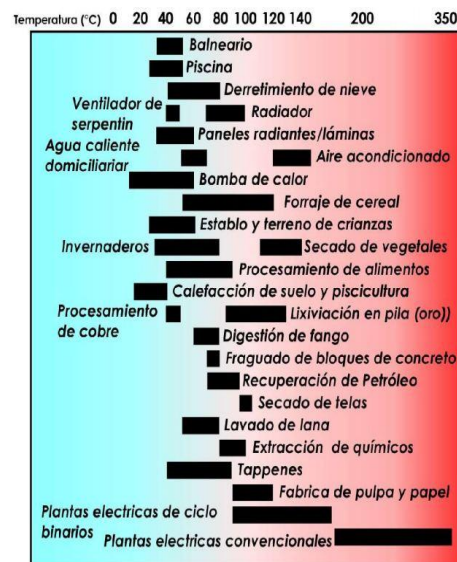 Temperatura (°C) 0 20 40 60 80 100 120 140 200 350
Balneario
Piscina
Derretimiento de nieve
Ventilador de
serpentin
Radiador
Paneles radiantes/láminas
Agua caliente
domiciliariar
Aire acondicionado
Bomba de calor
Forraje de cereal
Establo y terreno de crianzas
Invernaderos
Secado de vegetales
Procesamiento de alimentos
Calefacción de suelo y piscicultura
Procesamiento
de cobre
Lixiviación en pila (oro))
Digestión de fango
Fraguado de bloques de concreto
Recuperación de Petróleo
Secado de telas
Lavado de lana
Extracción de químicos
Tappenes
Fabrica de pulpa y papel
Plantas electricas de ciclo
binarios
Plantas electricas convencionales